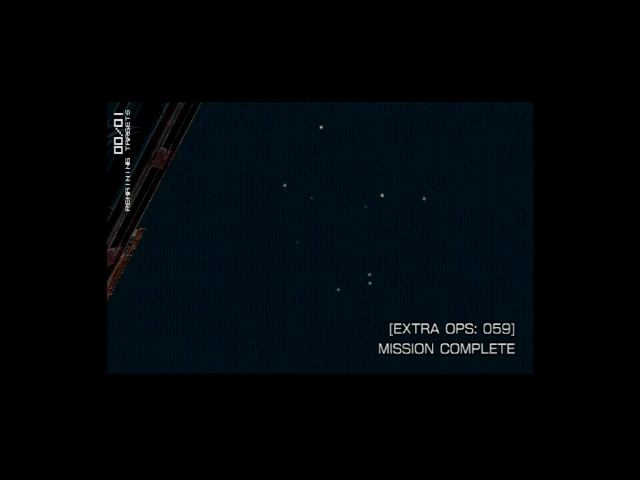 00/01
REMAINING TARGETS
[EXTRA OPS: 059]
MISSION COMPLETE